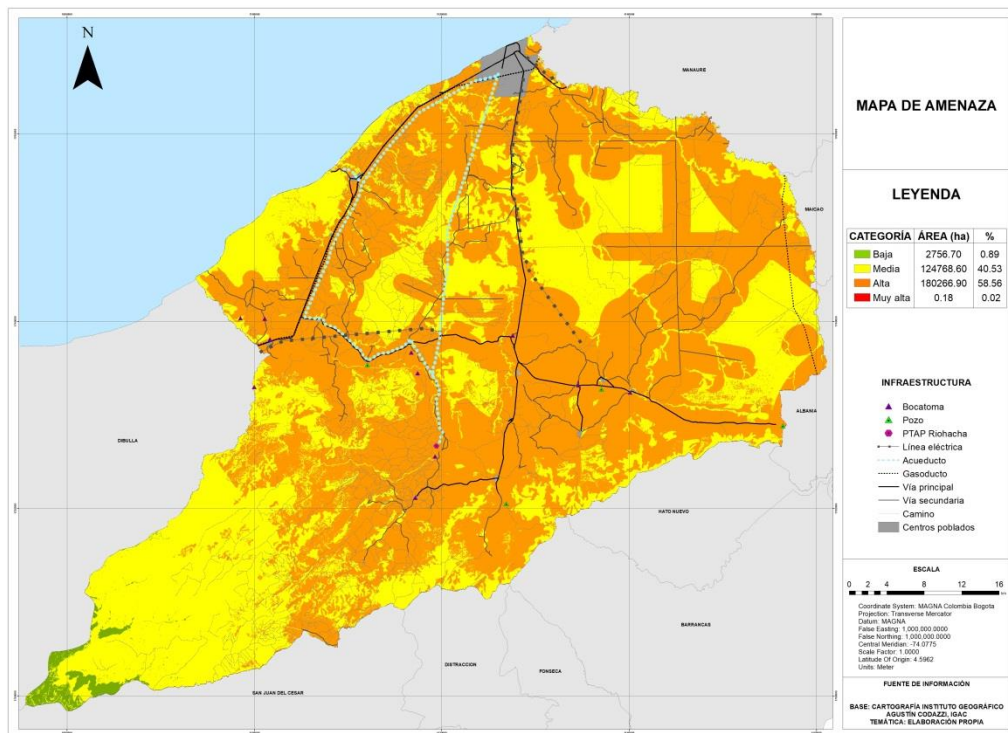 N
MANAURE
MAICAO
ALBANIA
DIBULLA
HATO NUEVO
BARRANCAS
DISTRACCION
FONSECA
SAN JUAN DEL CESAR
MAPA DE AMENAZA
LEYENDA
CATEGORÍA ÁREA (ha) %
Baja 2756.70 0.89
Media 124768.60 40.53
Alta 180266.90 58.56
Muy alta 0.18 0.02
INFRAESTRUCTURA
Bocatoma
Pozo
PTAP Riohacha
Línea eléctrica
Acueducto
Gasoducto
Vía principal
Vía secundaria
Camino
Centros poblados
ESCALA
0 2 4 8 12 16
Coordinate System: MAGNA Colombia Bogota
Projection: Transverse Mercator
Datum: MAGNA
False Easting: 1,000,000.0000
False Northing: 1,000,000.0000
Central Meridian: -74.0775
Scale Factor: 1.0000
Latitude Of Origin: 4.5962
Units: Meter
FUENTE DE INFORMACIÓN
BASE: CARTOGRAFÍA INSTITUTO GEOGRÁFICO
AGUSTÍN CODAZZI, IGAC
TEMÁTICA: ELABORACIÓN PROPIA